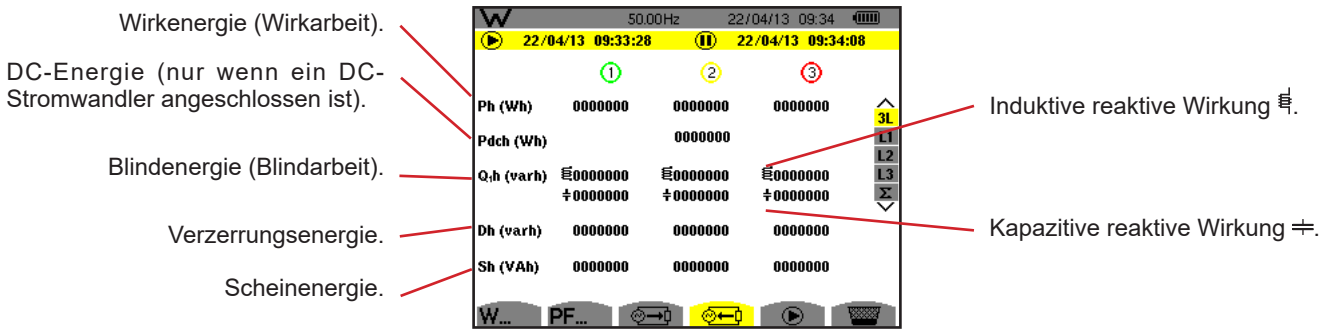 Wirkenergie (Wirkarbeit).
DC-Energie (nur wenn ein DC-
Stromwandler angeschlossen ist).
Blindenergie (Blindarbeit).
Verzerrungsenergie.
Scheinenergie.
W 50.00Hz 22/04/13 09:34
22/04/13 09:33:28 22/04/13 09:34:08
1 2 3
Ph (Wh) 0000000 0000000 0000000
Pdch (Wh) 0000000
Q₁h (varh) 0000000 0000000 0000000
0000000 0000000 0000000
Dh (varh) 0000000 0000000 0000000
Sh (VAh) 0000000 0000000 0000000
3L
L1
L2
L3
Σ
W... PF...
Induktive reaktive Wirkung .
Kapazitive reaktive Wirkung .